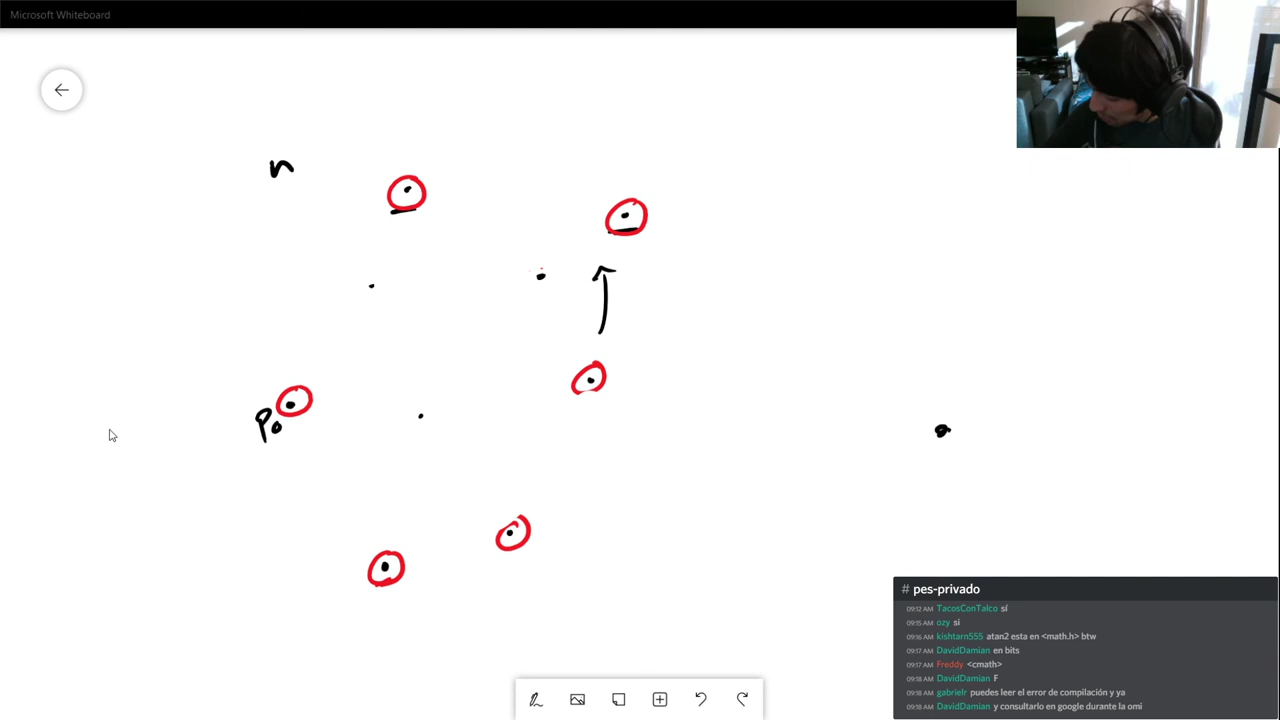 Microsoft Whiteboard
n
P0
# pes-privado
09:12 AM TacosConTalco sí
09:15 AM ozy si
09:16 AM kishtarn555 atan2 esta en <math.h> btw
09:17 AM DavidDamian en bits
09:17 AM Freddy <cmath>
09:18 AM DavidDamian F
09:18 AM gabrielr puedes leer el error de compilación y ya
09:18 AM DavidDamian y consultarlo en google durante la omi